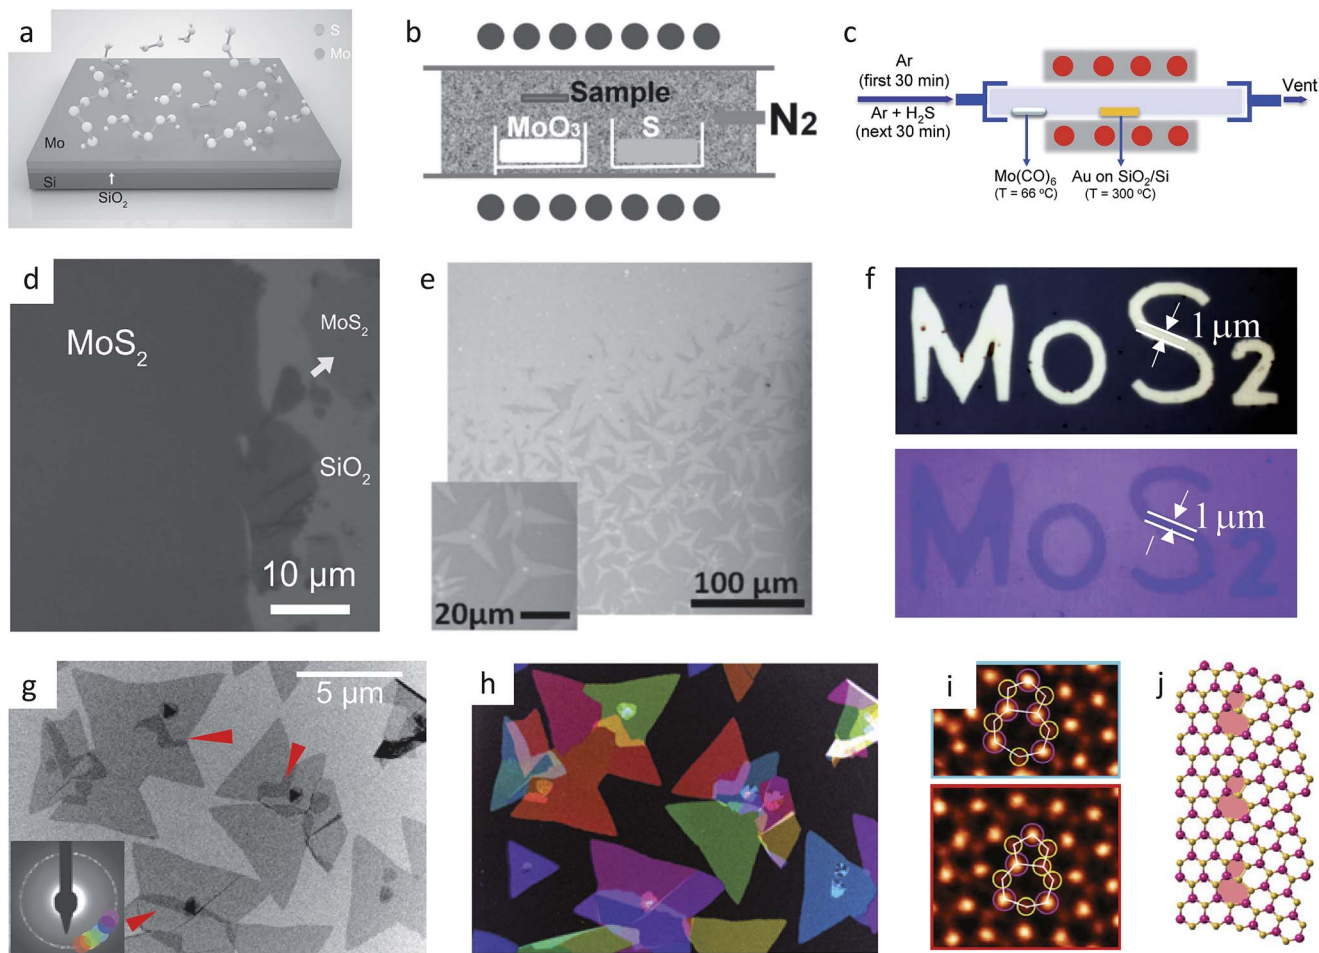 a
S
Mo
Mo
Si
SiO2
b
Sample
MoO3
S
N2
c
Ar
(first 30 min)
Ar + H2S
(next 30 min)
Vent
Mo(CO)6
(T = 66 °C)
Au on SiO2/Si
(T = 300 °C)
d
MoS2
MoS2
SiO2
10 μm
e
20μm
100 μm
f
MoS2
1 μm
MoS2
1 μm
g
5 μm
h
i
j